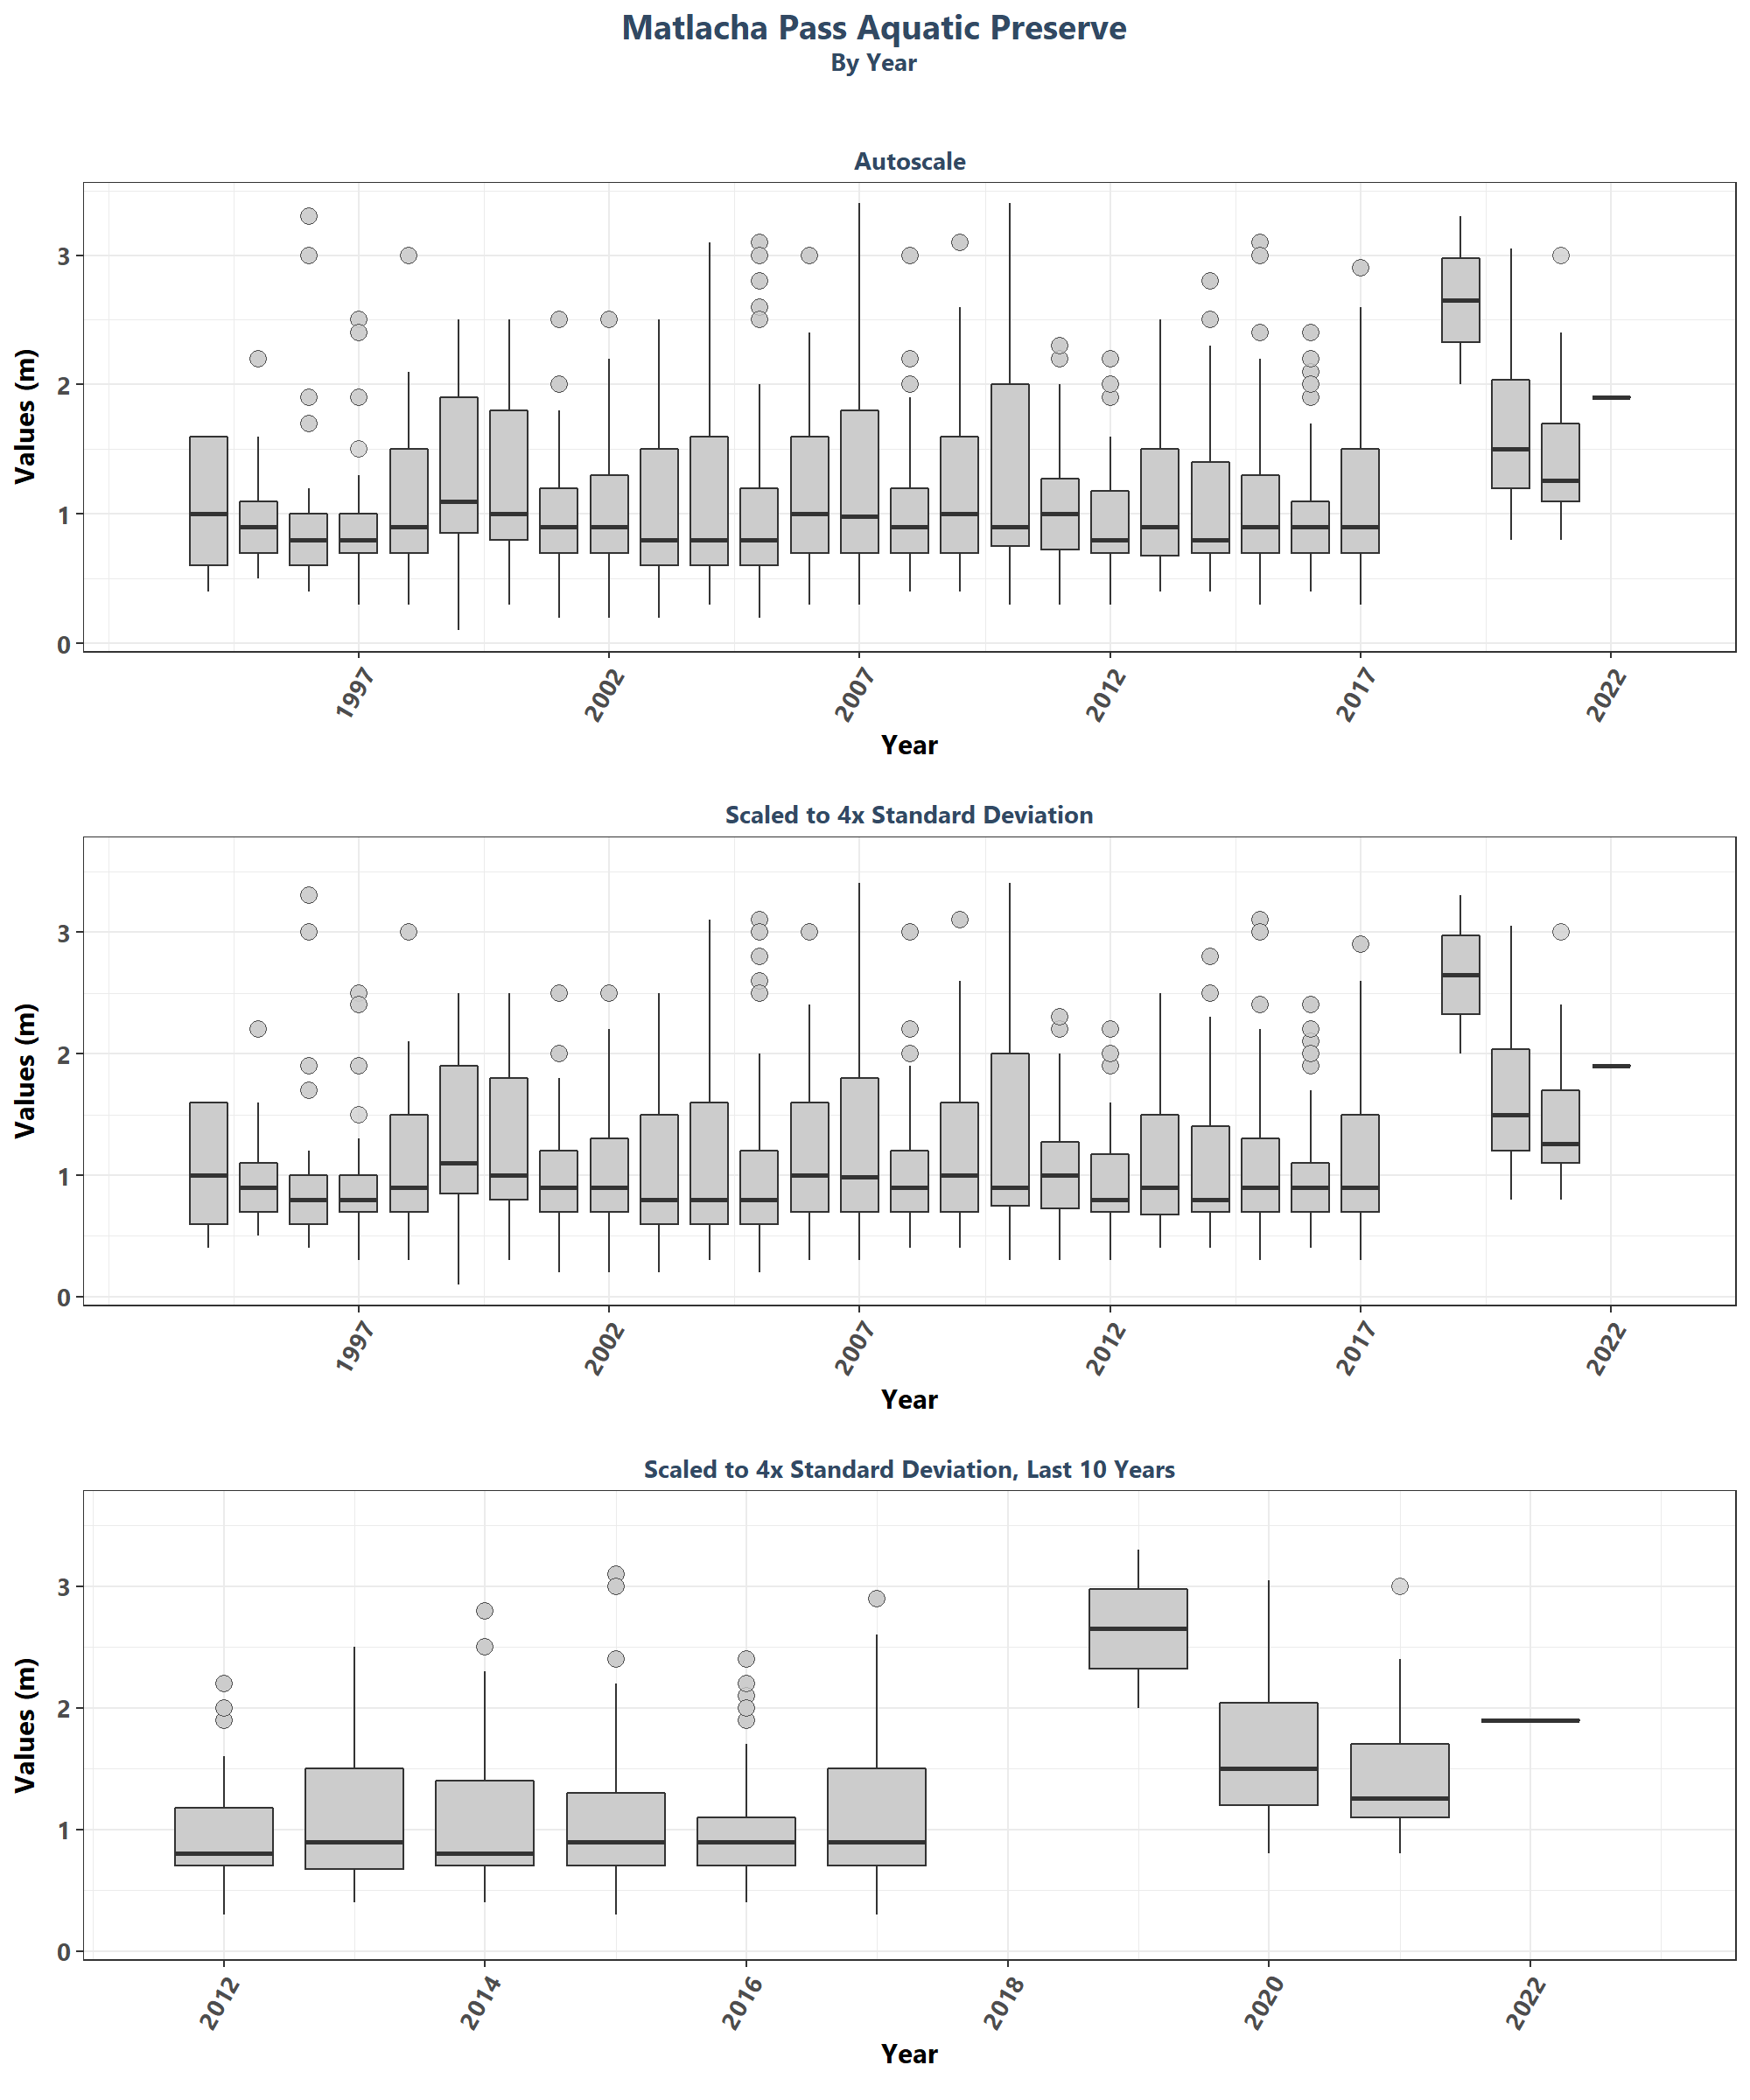 Matlacha Pass Aquatic Preserve
By Year
Autoscale
Values (m)
3
2
1
0
1997 2002 2007 2012 2017 2022
Year
Scaled to 4x Standard Deviation
Values (m)
3
2
1
0
1997 2002 2007 2012 2017 2022
Year
Scaled to 4x Standard Deviation, Last 10 Years
Values (m)
3
2
1
0
2012 2014 2016 2018 2020 2022
Year